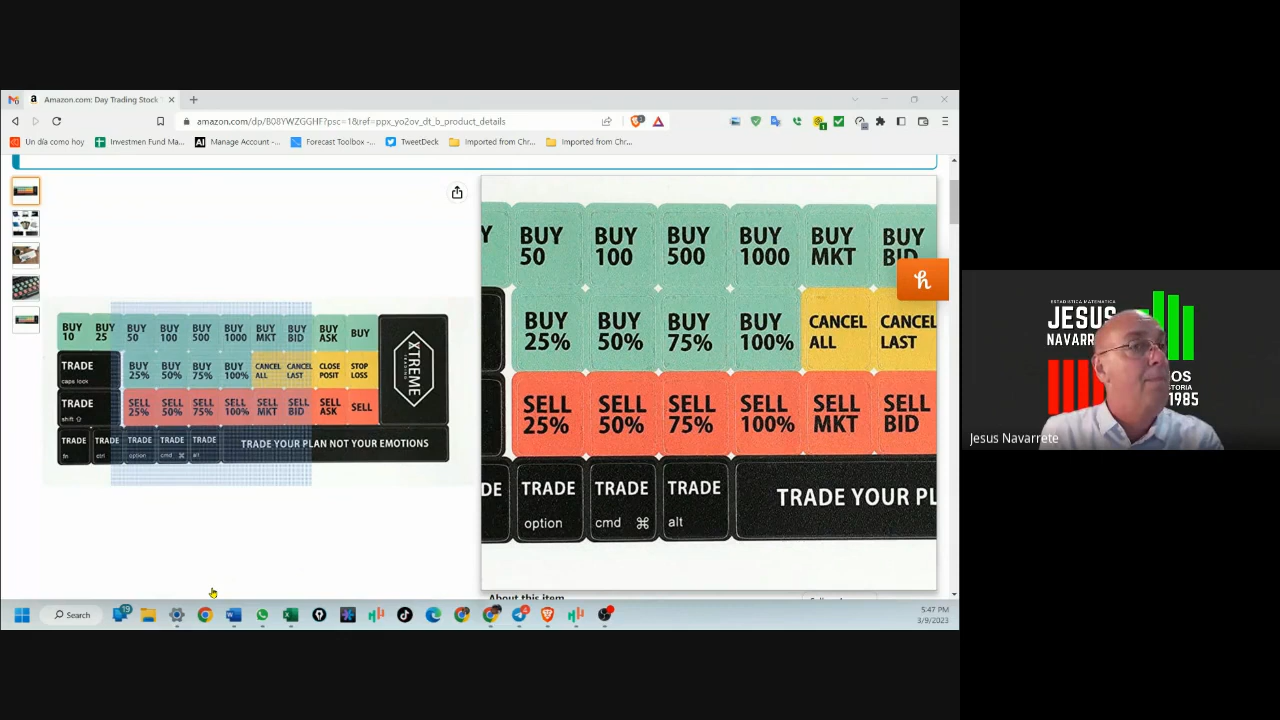 Amazon.com: Day Trading Stock
amazon.com/dp/B08YWZGGHF?psc=1&ref=ppx_yo2ov_dt_b_product_details
Un día como hoy
Investmen Fund Ma...
Manage Account -...
Forecast Toolbox -...
TweetDeck
Imported from Chr...
Imported from Chr...
BUY 10
BUY 25
BUY 50
BUY 100
BUY 500
BUY 1000
BUY MKT
BUY BID
BUY ASK
BUY
TRADE
caps lock
BUY 25%
BUY 50%
BUY 75%
BUY 100%
CANCEL ALL
CANCEL LAST
CLOSE POSIT
STOP LOSS
TRADE
shift
SELL 25%
SELL 50%
SELL 75%
SELL 100%
SELL MKT
SELL BID
SELL ASK
SELL
XTREME
TRADING
TRADE
fn
TRADE
ctrl
TRADE
option
TRADE
cmd ⌘
TRADE
alt
TRADE YOUR PLAN NOT YOUR EMOTIONS
Y
BUY 50
BUY 100
BUY 500
BUY 1000
BUY MKT
BUY BID
BUY 25%
BUY 50%
BUY 75%
BUY 100%
CANCEL ALL
CANCEL LAST
SELL 25%
SELL 50%
SELL 75%
SELL 100%
SELL MKT
SELL BID
DE
TRADE
option
TRADE
cmd ⌘
TRADE
alt
TRADE YOUR PL
About this item
Search
19
5:47 PM
3/9/2023
ESTADISTICA MATEMATICA
JESUS
NAVARR
OS
STORIA
1985
Jesus Navarrete